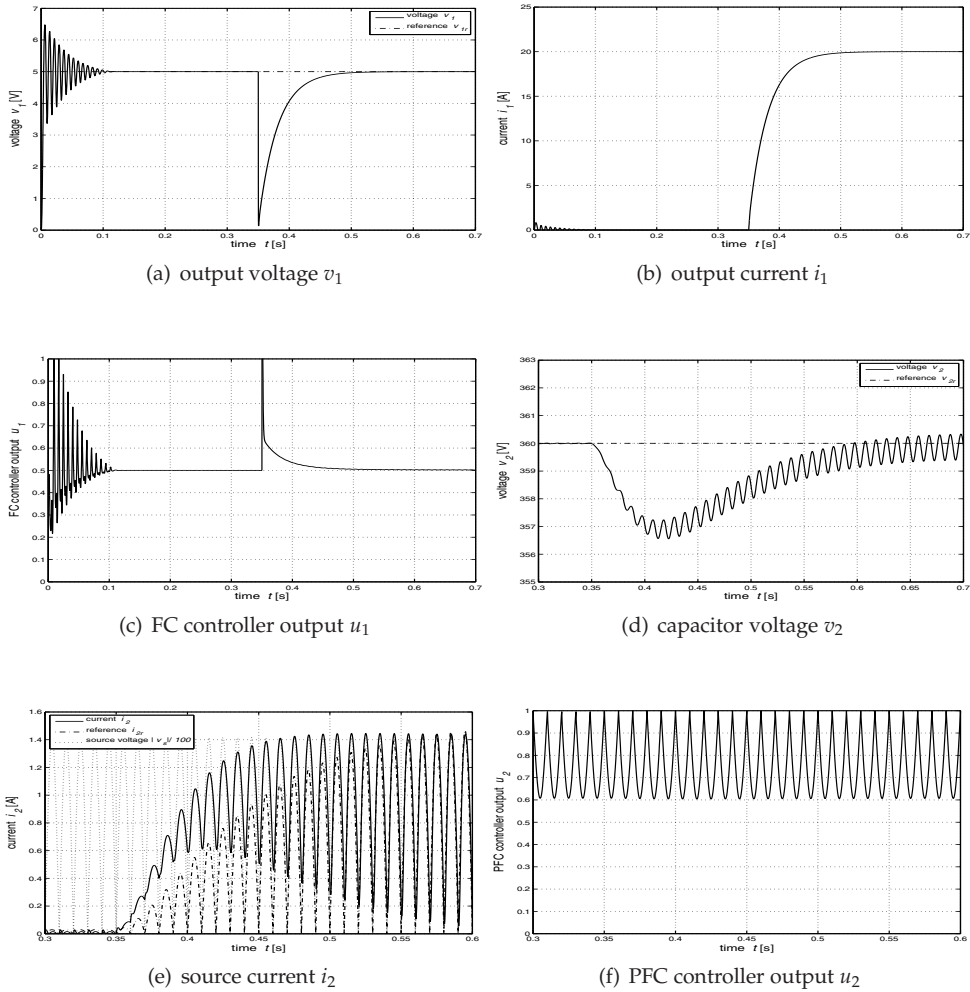 voltage v1
reference v1r
voltage v1 [V]
7
6
5
4
3
2
1
0
0 0.1 0.2 0.3 0.4 0.5 0.6 0.7
time t [s]
(a) output voltage v1
current i1 [A]
25
20
15
10
5
0
0 0.1 0.2 0.3 0.4 0.5 0.6 0.7
time t [s]
(b) output current i1
FC controller output u1
1
0.9
0.8
0.7
0.6
0.5
0.4
0.3
0.2
0.1
0
0 0.1 0.2 0.3 0.4 0.5 0.6 0.7
time t [s]
(c) FC controller output u1
voltage v2
reference v2r
voltage v2 [V]
363
362
361
360
359
358
357
356
355
0.3 0.35 0.4 0.45 0.5 0.55 0.6 0.65 0.7
time t [s]
(d) capacitor voltage v2
current i2
reference i2r
source voltage | vs|/ 100
current i2 [A]
1.6
1.4
1.2
1
0.8
0.6
0.4
0.2
0
0.3 0.35 0.4 0.45 0.5 0.55 0.6
time t [s]
(e) source current i2
PFC controller output u2
1
0.9
0.8
0.7
0.6
0.5
0.4
0.3
0.2
0.1
0
0.3 0.35 0.4 0.45 0.5 0.55 0.6
time t [s]
(f) PFC controller output u2